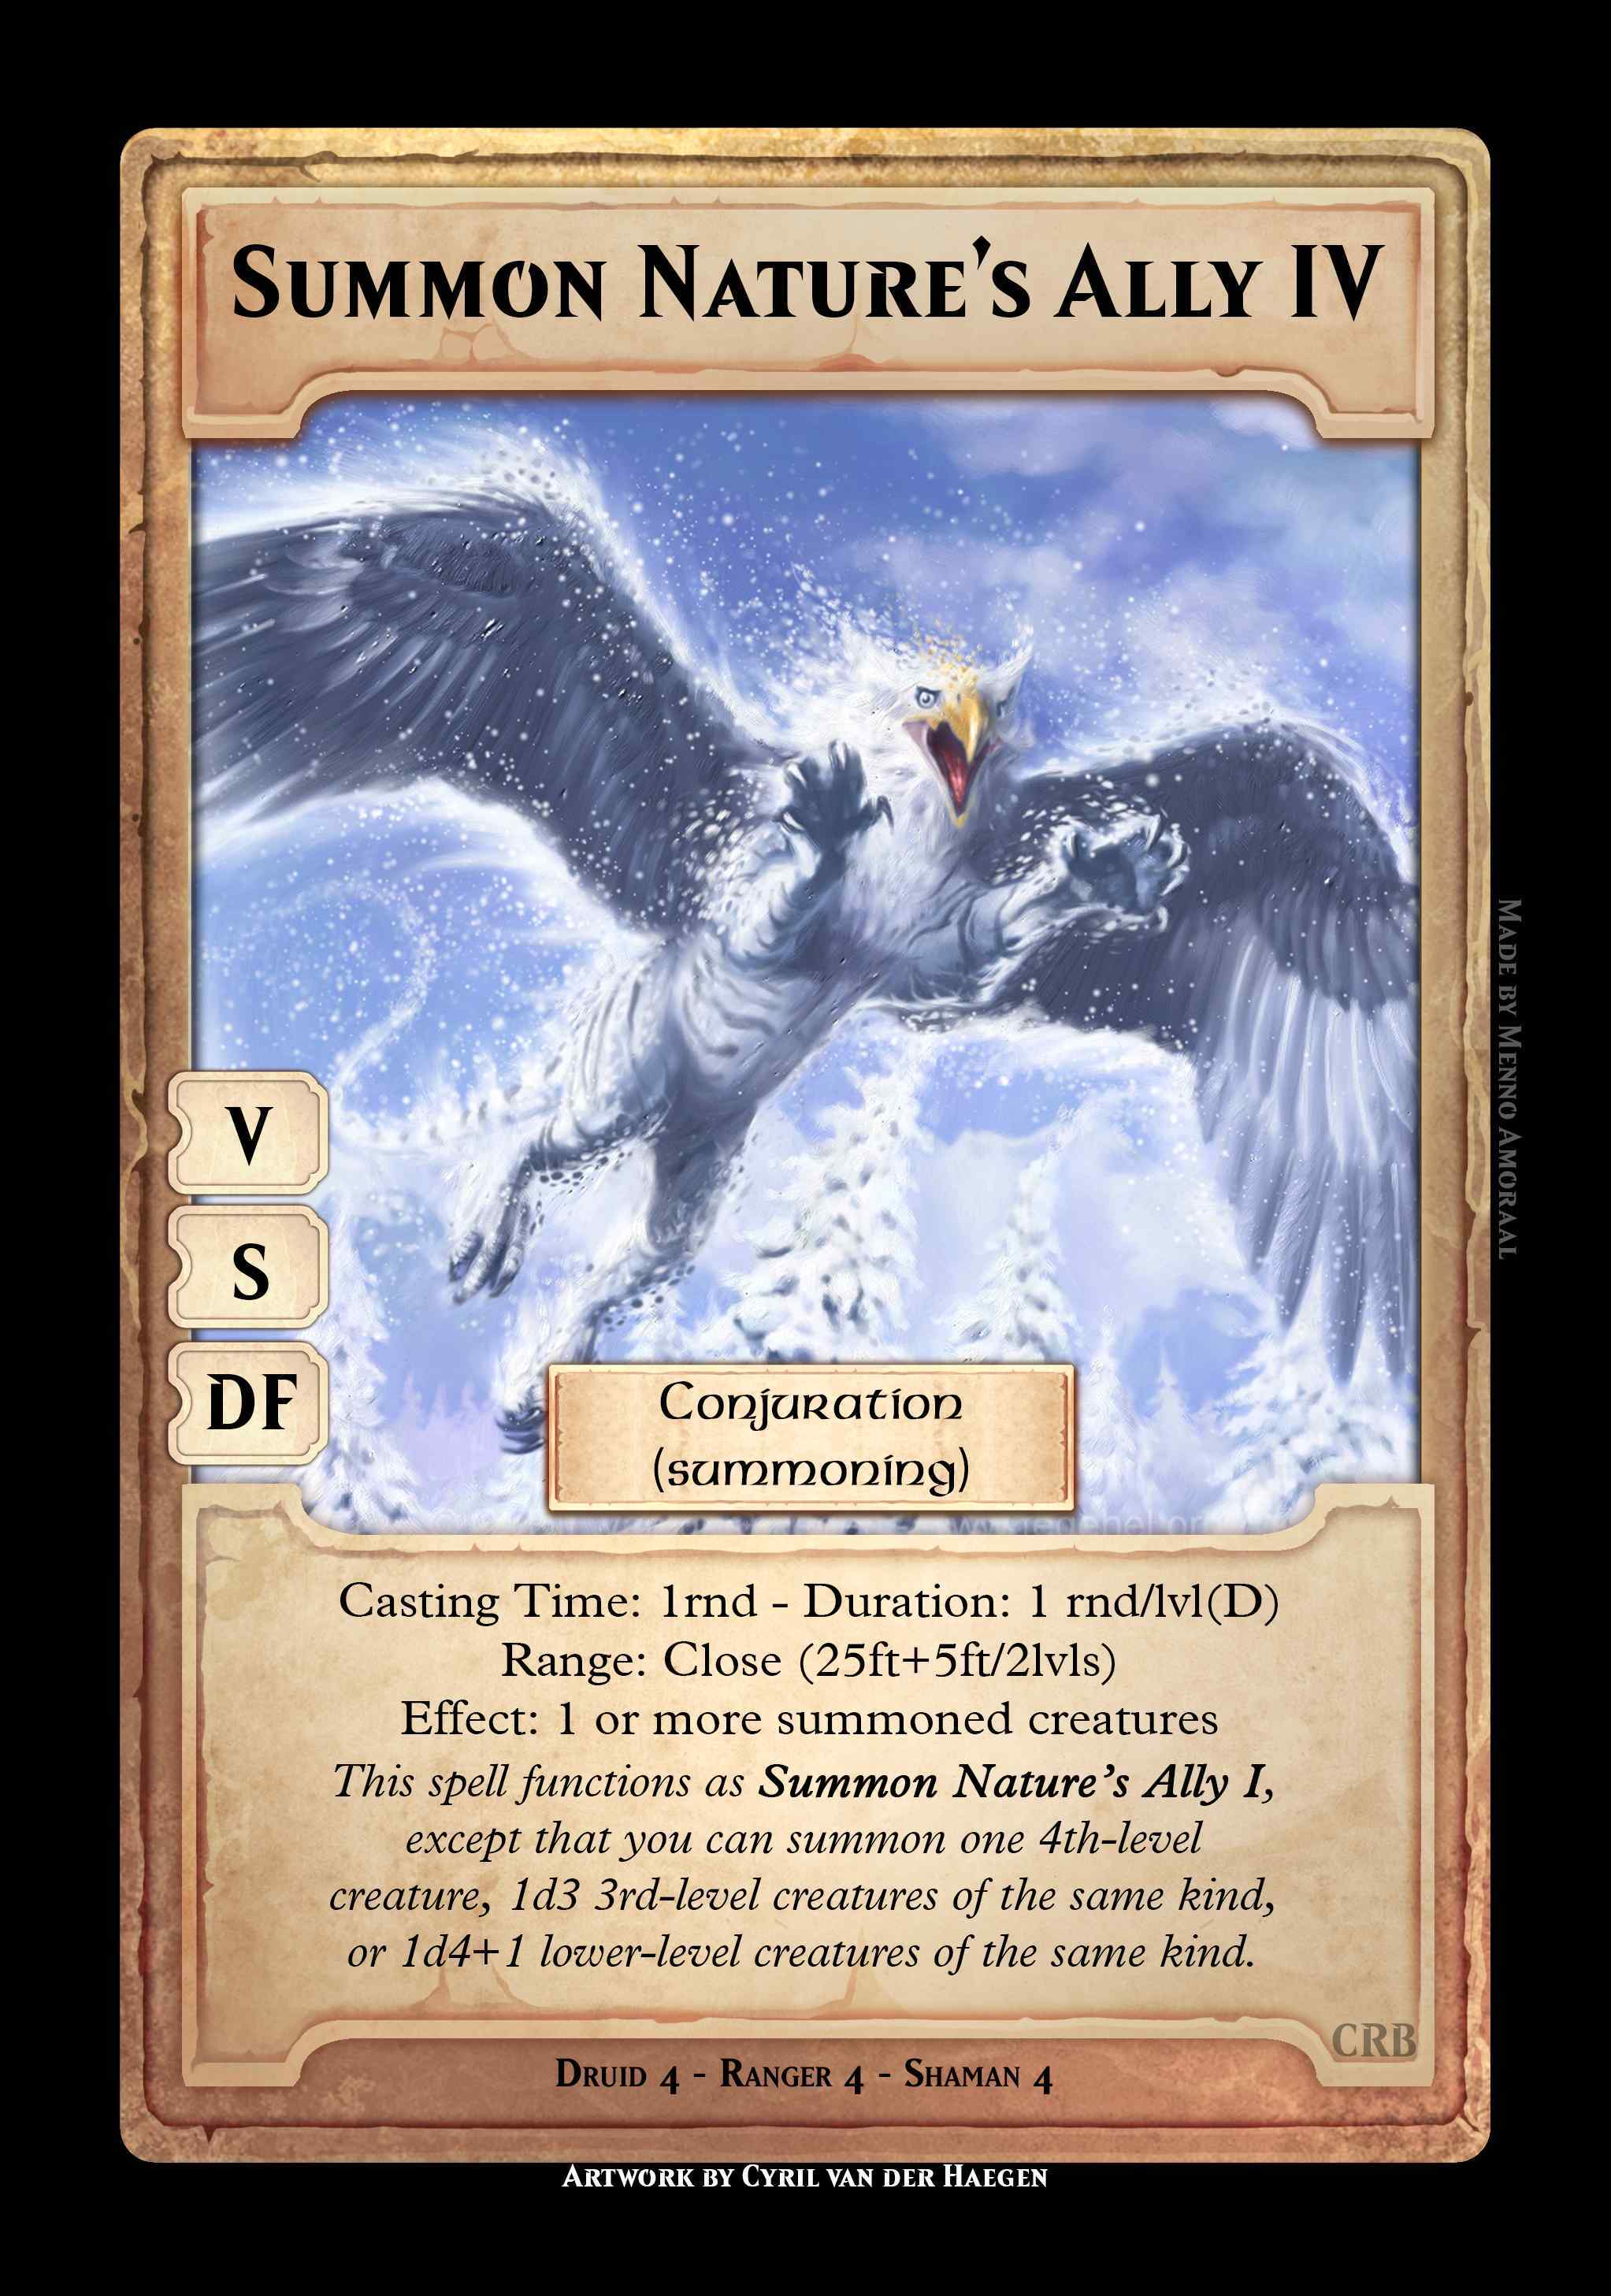 Summon Nature's Ally IV
V
S
DF
Conjuration
(summoning)
Casting Time: 1rnd - Duration: 1 rnd/lvl(D)
Range: Close (25ft+5ft/2lvls)
Effect: 1 or more summoned creatures
This spell functions as Summon Nature's Ally I,
except that you can summon one 4th-level
creature, 1d3 3rd-level creatures of the same kind,
or 1d4+1 lower-level creatures of the same kind.
CRB
Druid 4 - Ranger 4 - Shaman 4
Artwork by Cyril van der Haegen
Made by Menno Amoraal